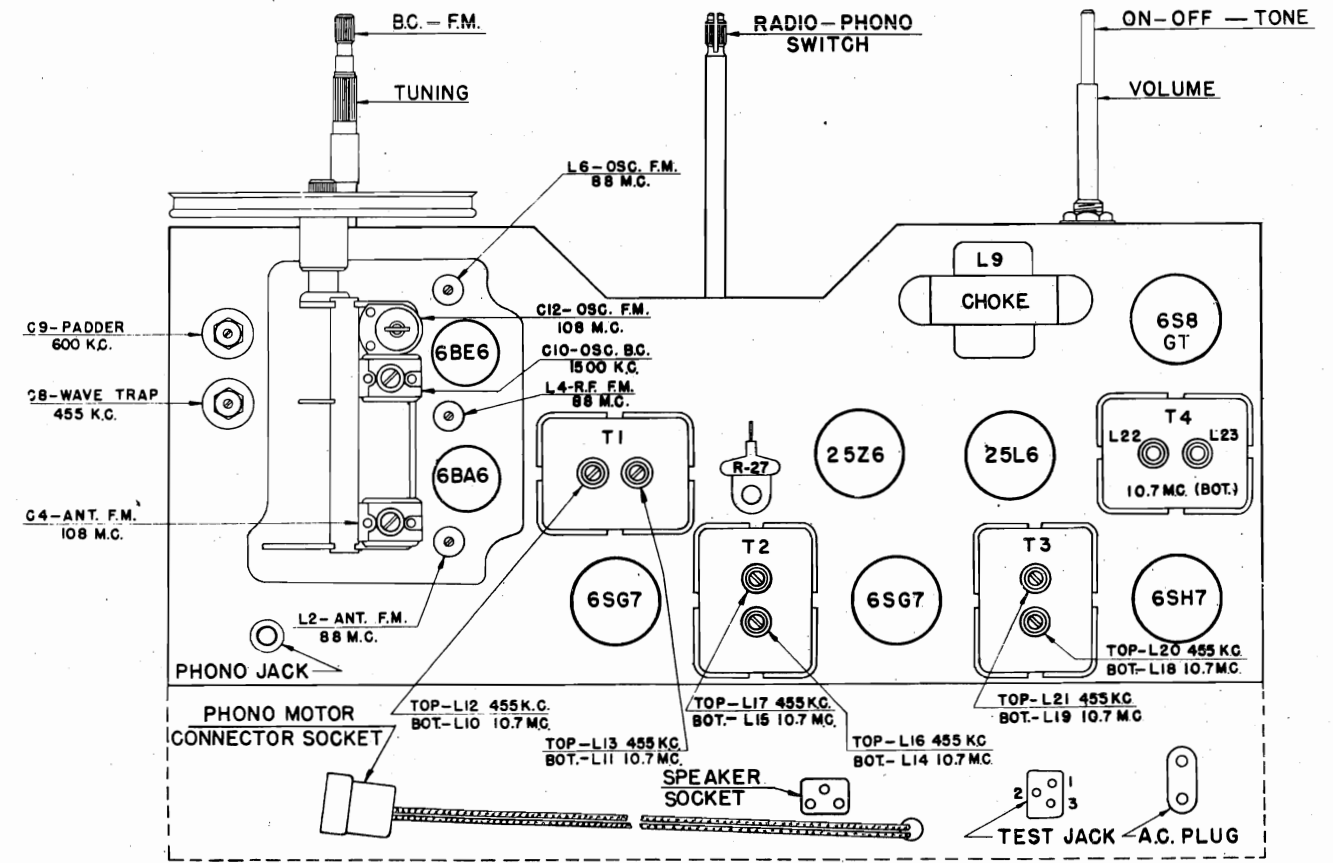 B.C. – F.M.
TUNING
RADIO – PHONO
SWITCH
ON – OFF — TONE
VOLUME
L6 – OSC. F.M.
88 M.C.
L9
CHOKE
6S8
GT
C9 – PADDER
600 K.C.
C8 – WAVE TRAP
455 K.C.
C12 – OSC. F.M.
108 M.C.
C10 – OSC. B.C.
1500 K.C.
L4 – R.F. F.M.
88 M.C.
6BE6
6BA6
C4 – ANT. F.M.
108 M.C.
L2 – ANT. F.M.
88 M.C.
PHONO JACK
T1
R-27
25Z6
25L6
T4
L22
L23
10.7 M.C. (BOT.)
6SG7
T2
6SG7
T3
6SH7
TOP – L20 455 K.C.
BOT. – L18 10.7 M.C.
TOP – L12 455 K.C.
BOT. – L10 10.7 M.C.
TOP – L17 455 K.C.
BOT. – L15 10.7 M.C.
TOP – L21 455 K.C.
BOT. – L19 10.7 M.C
TOP – L13 455 K.C.
BOT. – L11 10.7 M.C.
TOP – L16 455 K.C
BOT. – L14 10.7 M.C.
PHONO MOTOR
CONNECTOR SOCKET
SPEAKER
SOCKET
1
2
3
TEST JACK
A.C. PLUG